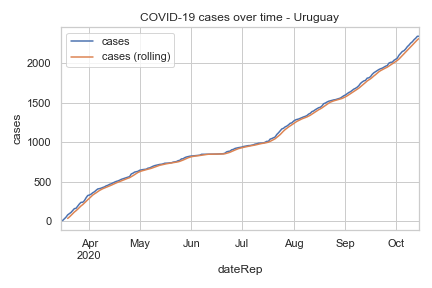 COVID-19 cases over time - Uruguay
cases
cases (rolling)
cases
2000
1500
1000
500
0
Apr May Jun Jul Aug Sep Oct
2020
dateRep